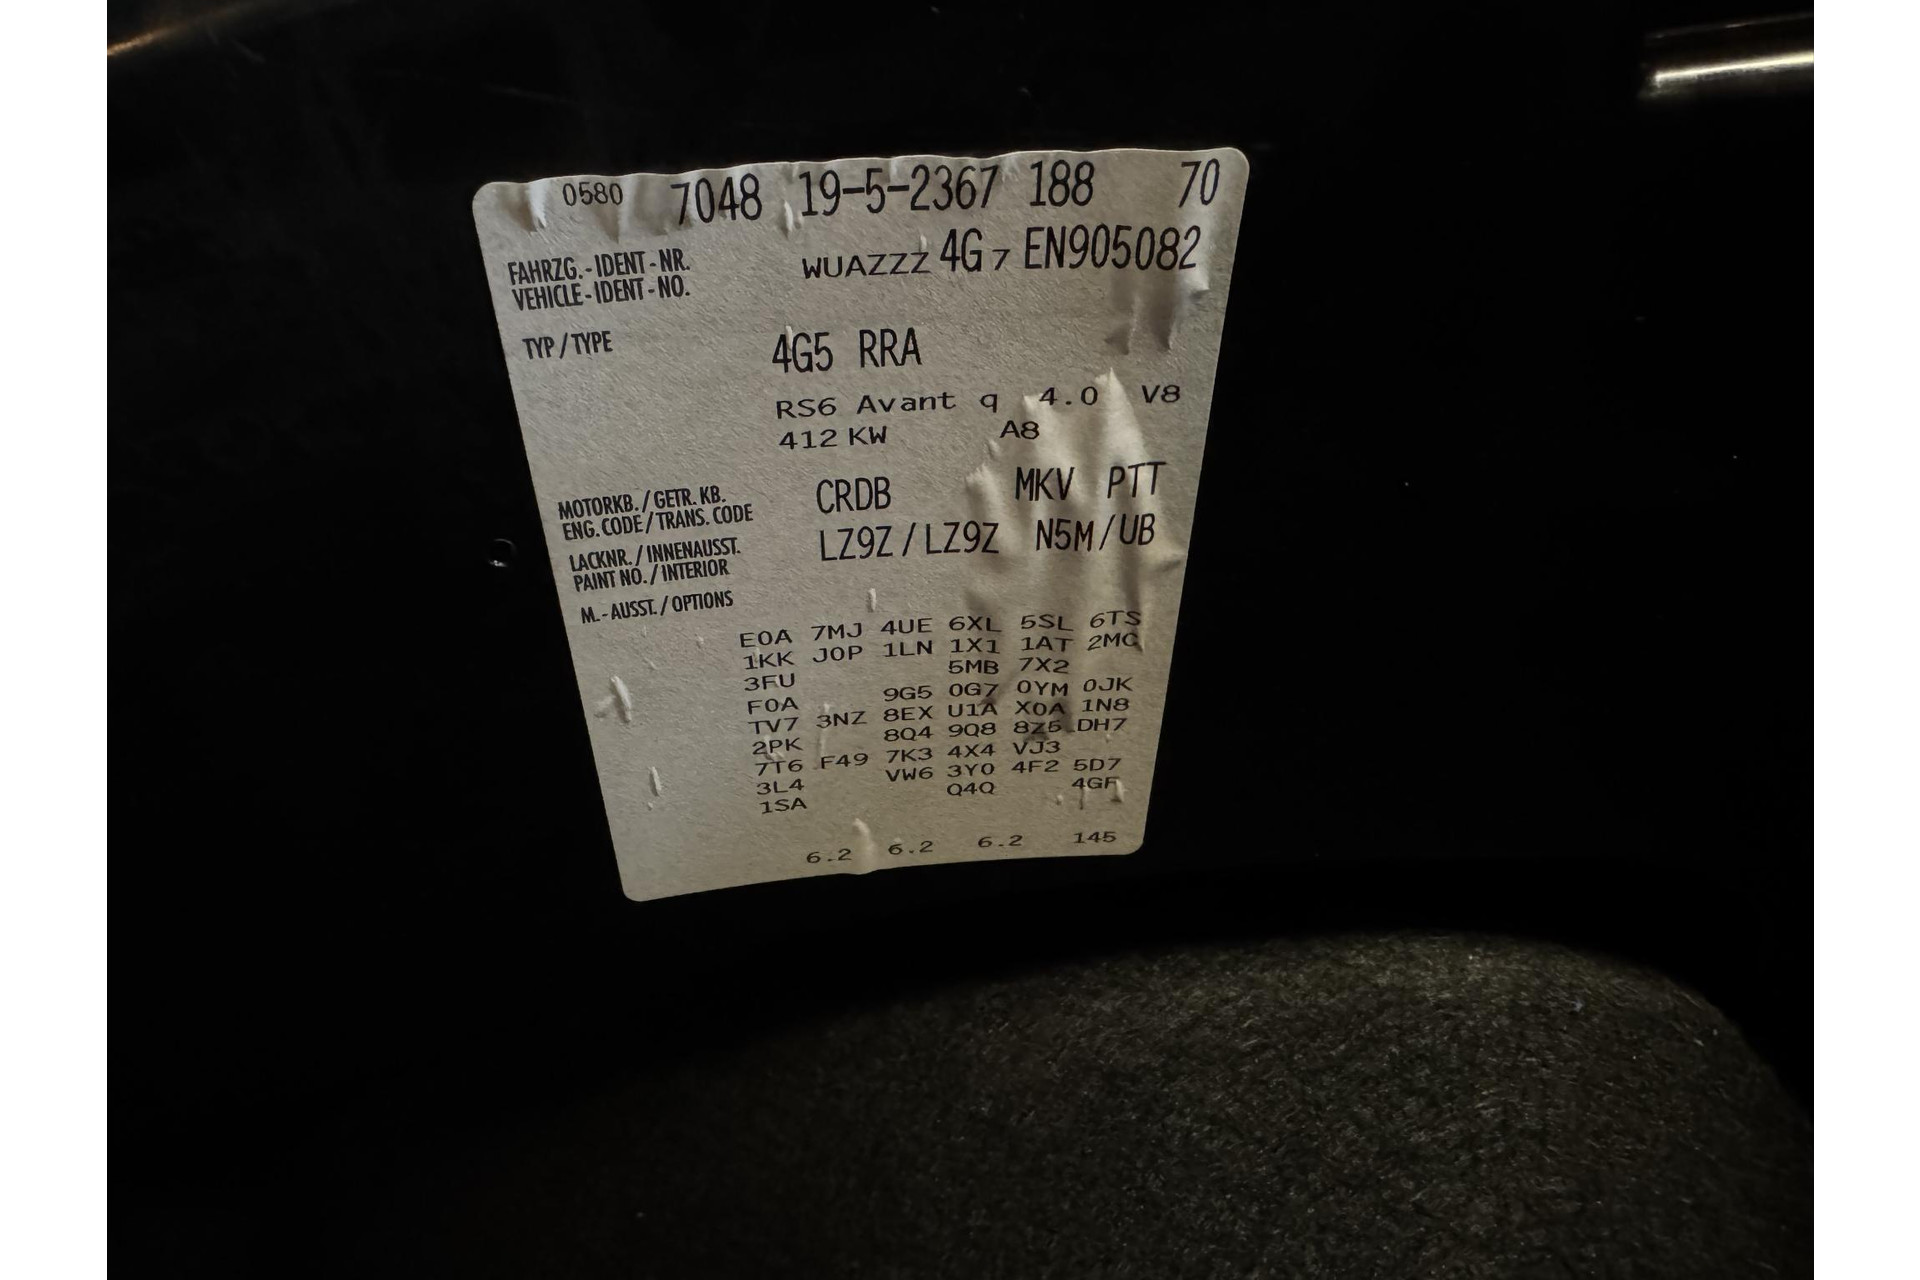 0580 7048 19-5-2367 188 70
FAHRZG.-IDENT-NR.
VEHICLE-IDENT-NO. WUAZZZ 4G 7 EN905082
TYP/TYPE 4G5 RRA
RS6 Avant q 4.0 V8
412 KW A8
MOTORKB./GETR.KB.
ENG.CODE/TRANS.CODE CRDB MKV PTT
LACKNR./INNENAUSST.
PAINT NO./INTERIOR LZ9Z/LZ9Z N5M/UB
M.-AUSST./OPTIONS
E0A 7MJ 4UE 6XL 5SL 6TS
1KK J0P 1LN 1X1 1AT 2MC
3FU 5MB 7X2
F0A 9G5 0G7 0YM 0JK
TV7 3NZ 8EX U1A X0A 1N8
2PK 8Q4 9Q8 8Z5 DH7
7T6 F49 7K3 4X4 VJ3
3L4 VW6 3Y0 4F2 5D7
1SA Q4Q 4GF
6.2 6.2 6.2 145